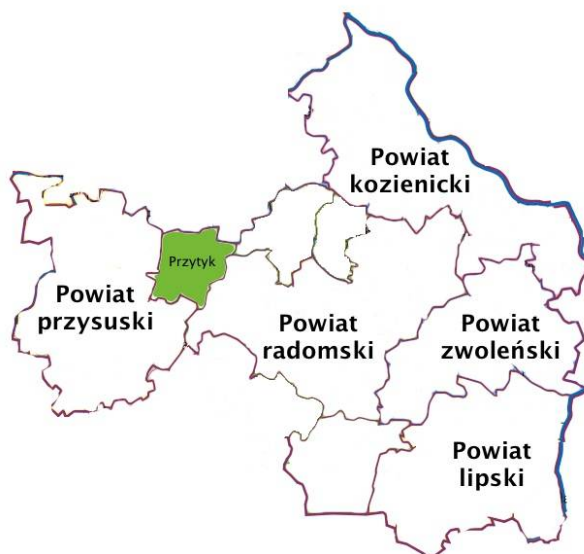 Powiat
kozienicki
Przytyk
Powiat
przysuski
Powiat
radomski
Powiat
zwoleński
Powiat
lipski